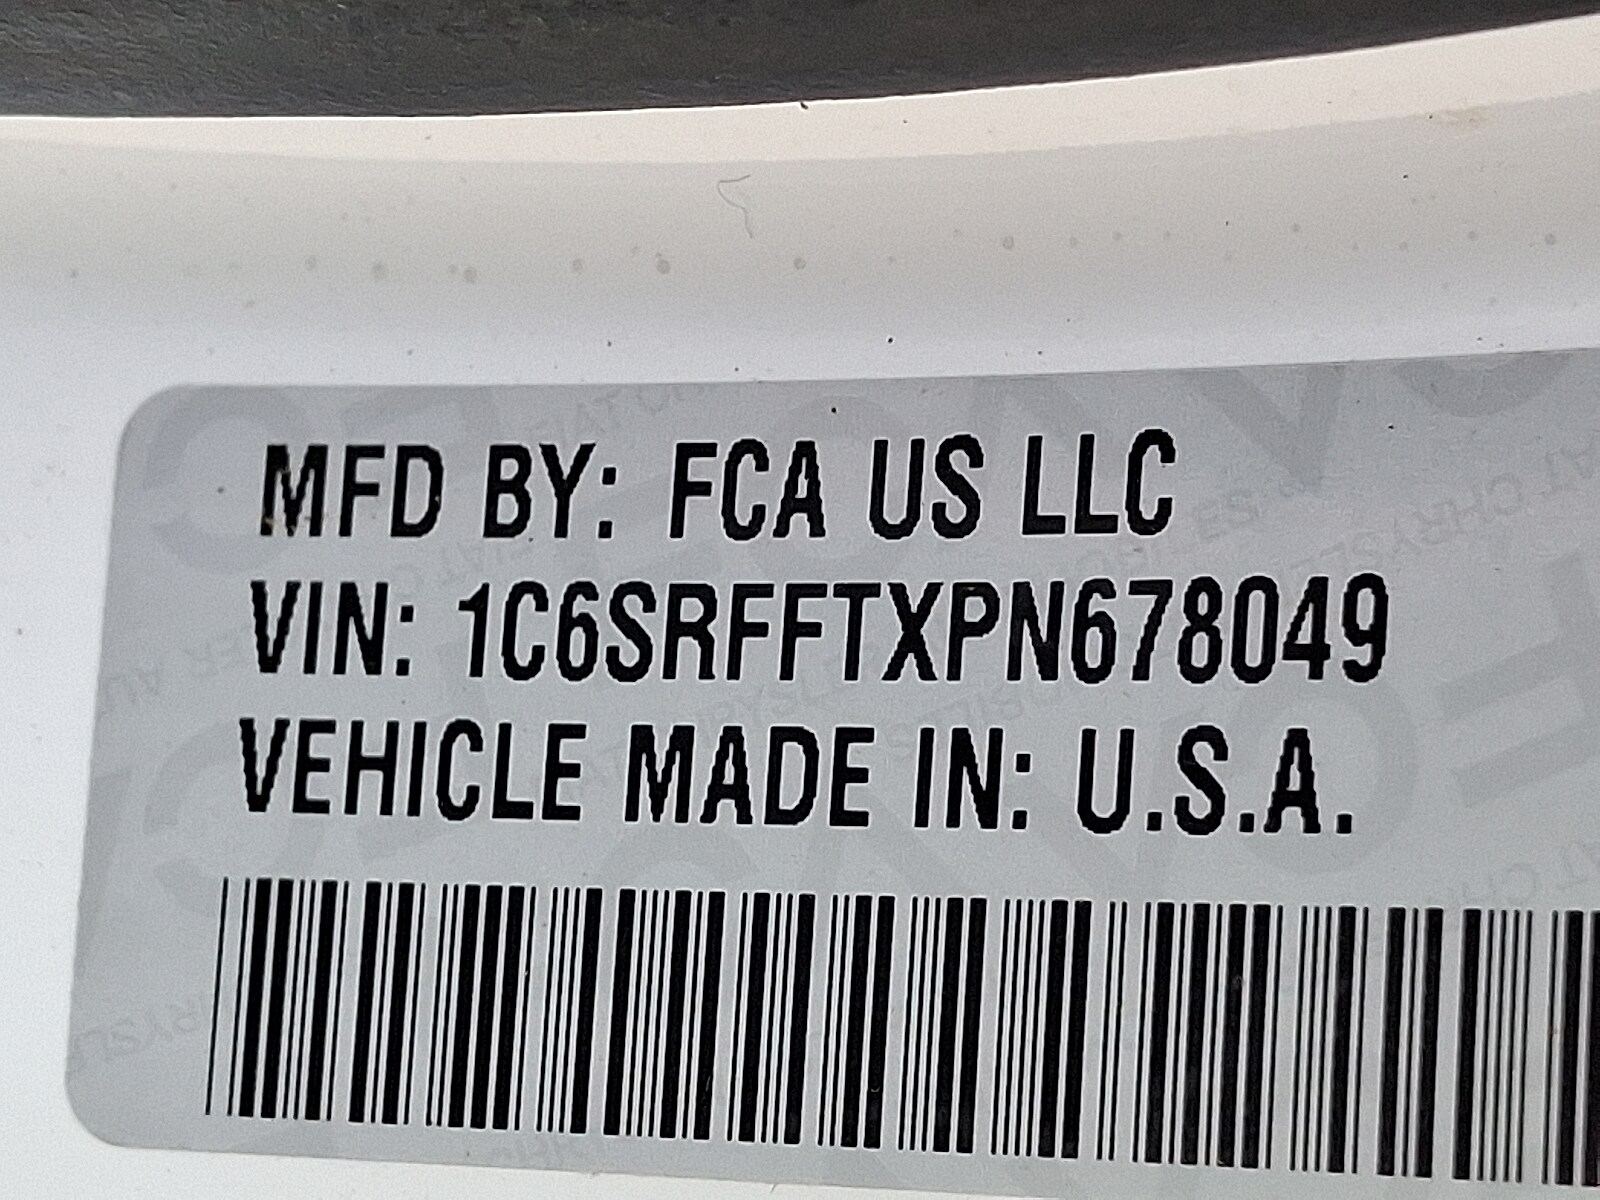 MFD BY: FCA US LLC
VIN: 1C6SRFFTXPN678049
VEHICLE MADE IN: U.S.A.